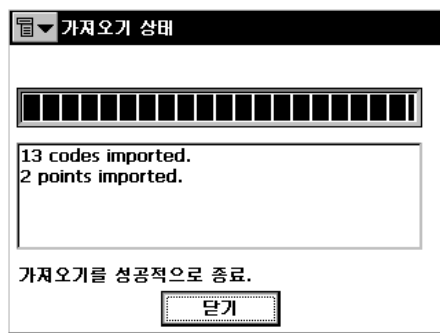 가져오기 상태
13 codes imported.
2 points imported.
가져오기를 성공적으로 종료.
닫기